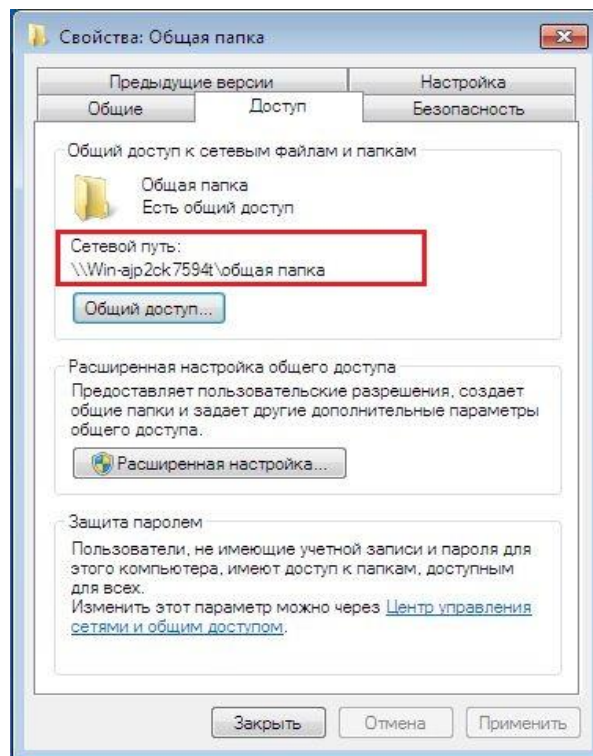 Свойства: Общая папка
Предыдущие версии
Настройка
Общие
Доступ
Безопасность
Общий доступ к сетевым файлам и папкам
Общая папка
Есть общий доступ
Сетевой путь:
\\Win-ajp2ck7594t\общая папка
Общий доступ...
Расширенная настройка общего доступа
Предоставляет пользовательские разрешения, создает
общие папки и задает другие дополнительные параметры
общего доступа.
Расширенная настройка...
Защита паролем
Пользователи, не имеющие учетной записи и пароля для
этого компьютера, имеют доступ к папкам, доступным
для всех.
Изменить этот параметр можно через Центр управления
сетями и общим доступом.
Закрыть
Отмена
Применить